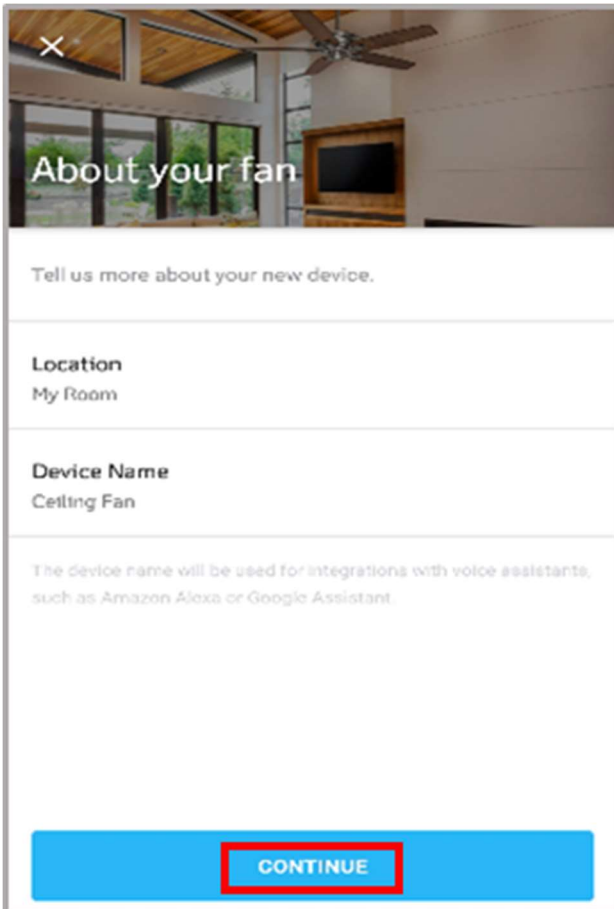 About your fan
Tell us more about your new device.
Location
My Room
Device Name
Ceiling Fan
The device name will be used for integrations with voice assistants,
such as Amazon Alexa or Google Assistant.
CONTINUE